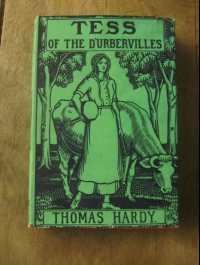 TESS
OF THE D'URBERVILLES
THOMAS HARDY.